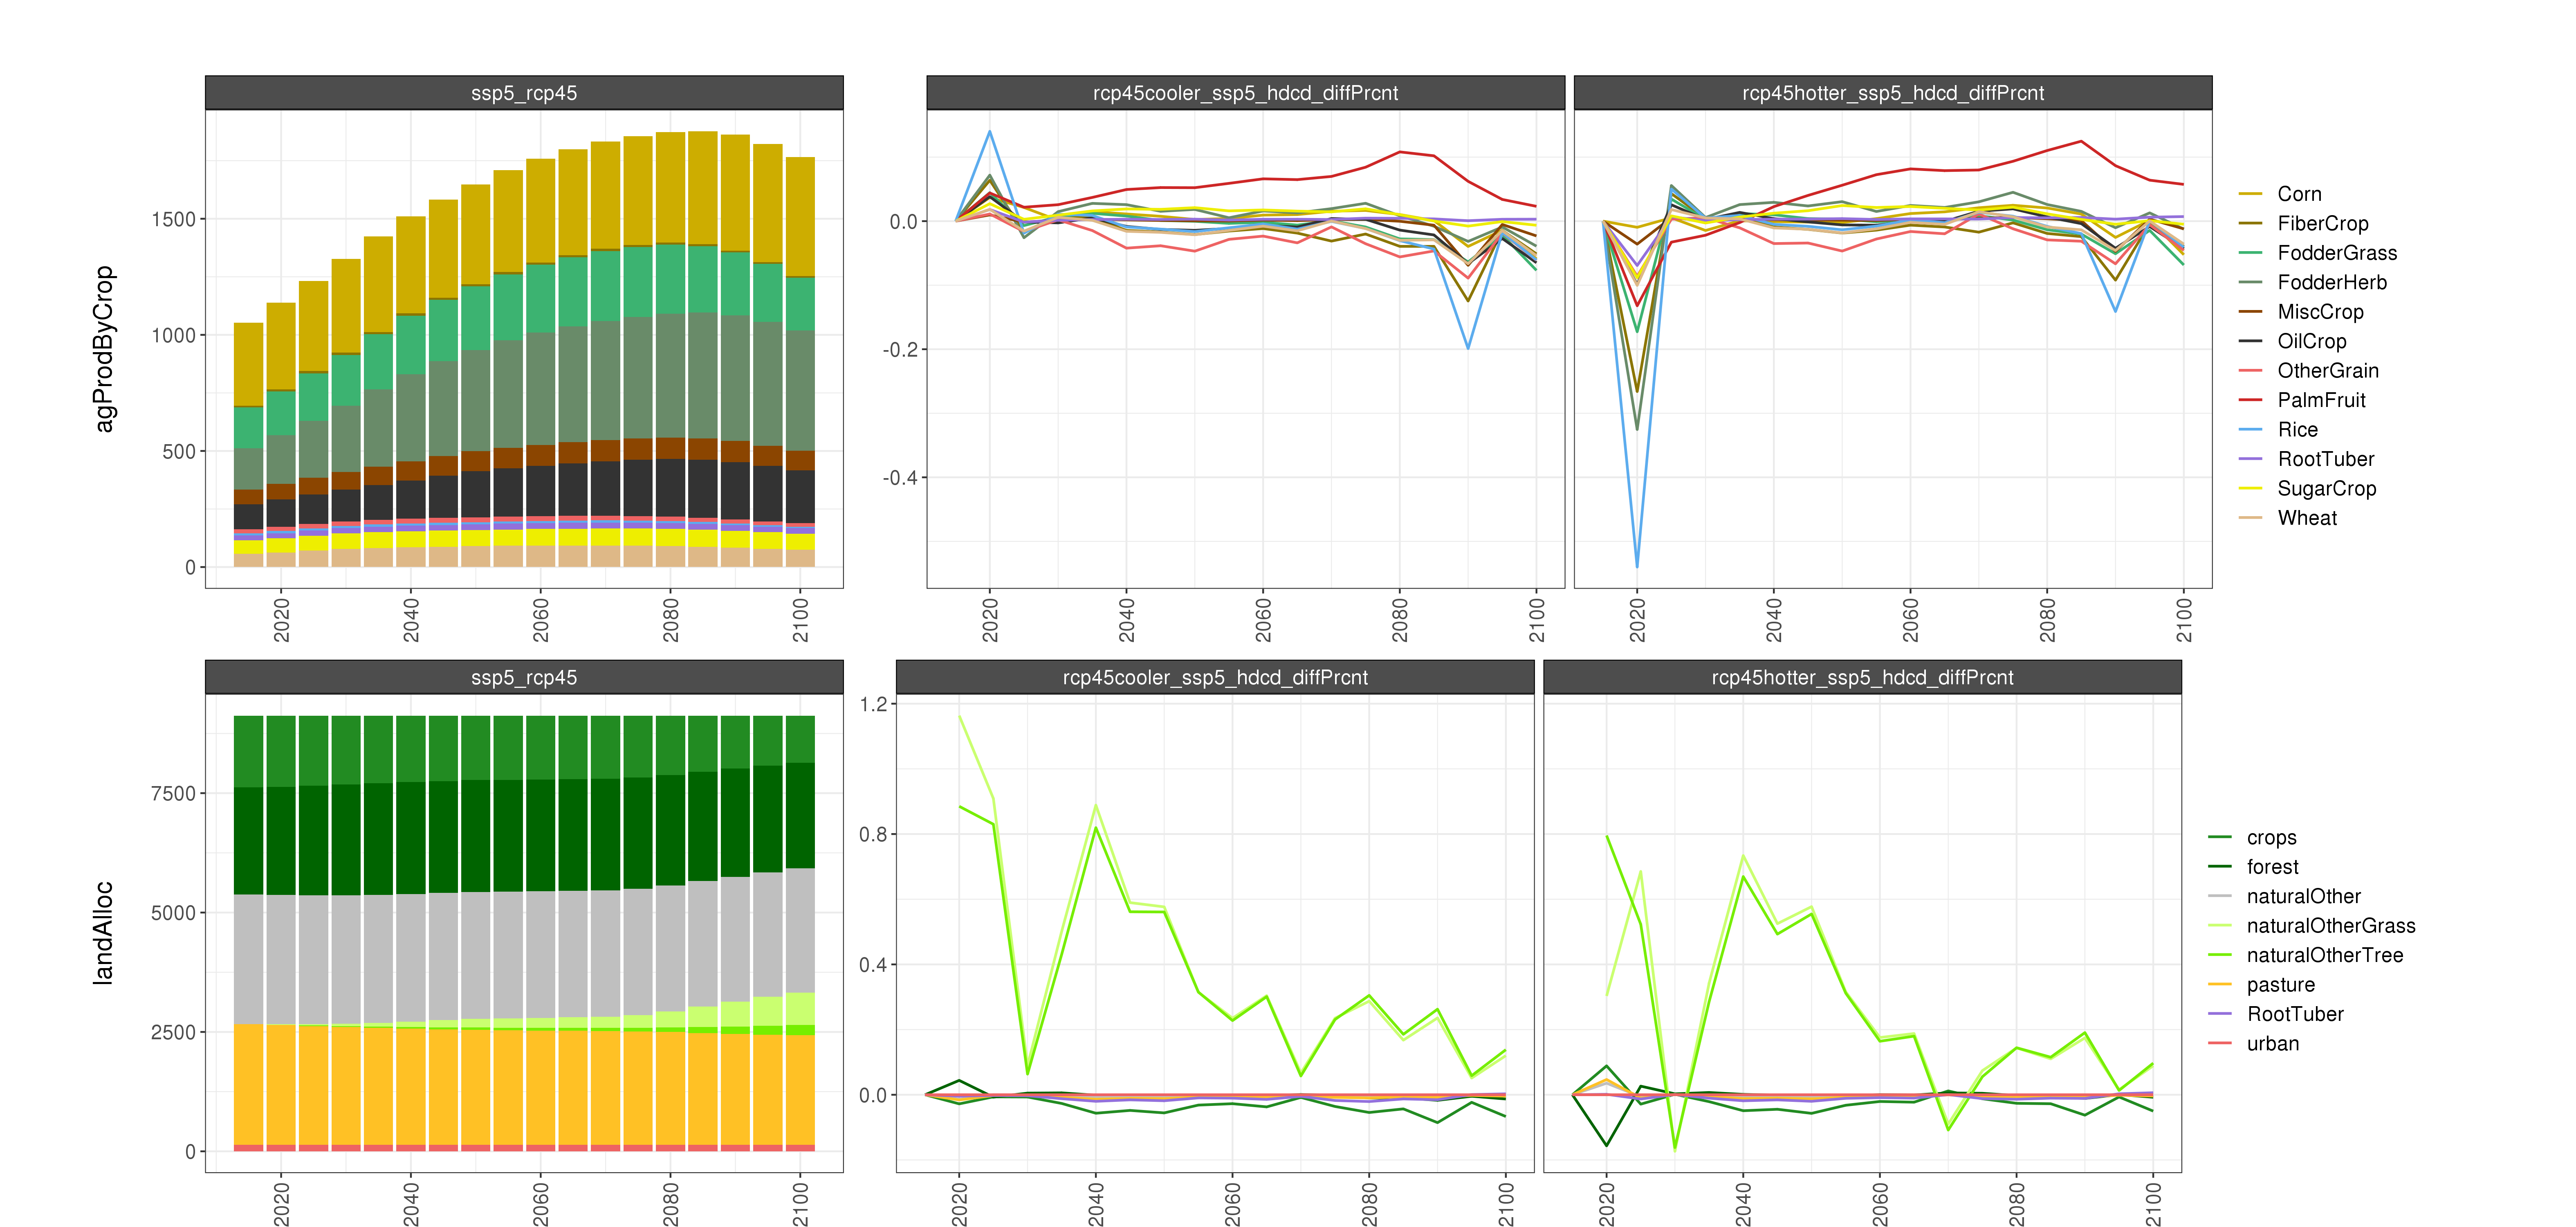 ssp5_rcp45
rcp45cooler_ssp5_hdcd_diffPrcnt
rcp45hotter_ssp5_hdcd_diffPrcnt
agProdByCrop
1500
1000
500
0
0.0
-0.2
-0.4
2020
2040
2060
2080
2100
2020
2040
2060
2080
2100
2020
2040
2060
2080
2100
Corn
FiberCrop
FodderGrass
FodderHerb
MiscCrop
OilCrop
OtherGrain
PalmFruit
Rice
RootTuber
SugarCrop
Wheat
ssp5_rcp45
rcp45cooler_ssp5_hdcd_diffPrcnt
rcp45hotter_ssp5_hdcd_diffPrcnt
landAlloc
7500
5000
2500
0
1.2
0.8
0.4
0.0
2020
2040
2060
2080
2100
2020
2040
2060
2080
2100
2020
2040
2060
2080
2100
crops
forest
naturalOther
naturalOtherGrass
naturalOtherTree
pasture
RootTuber
urban